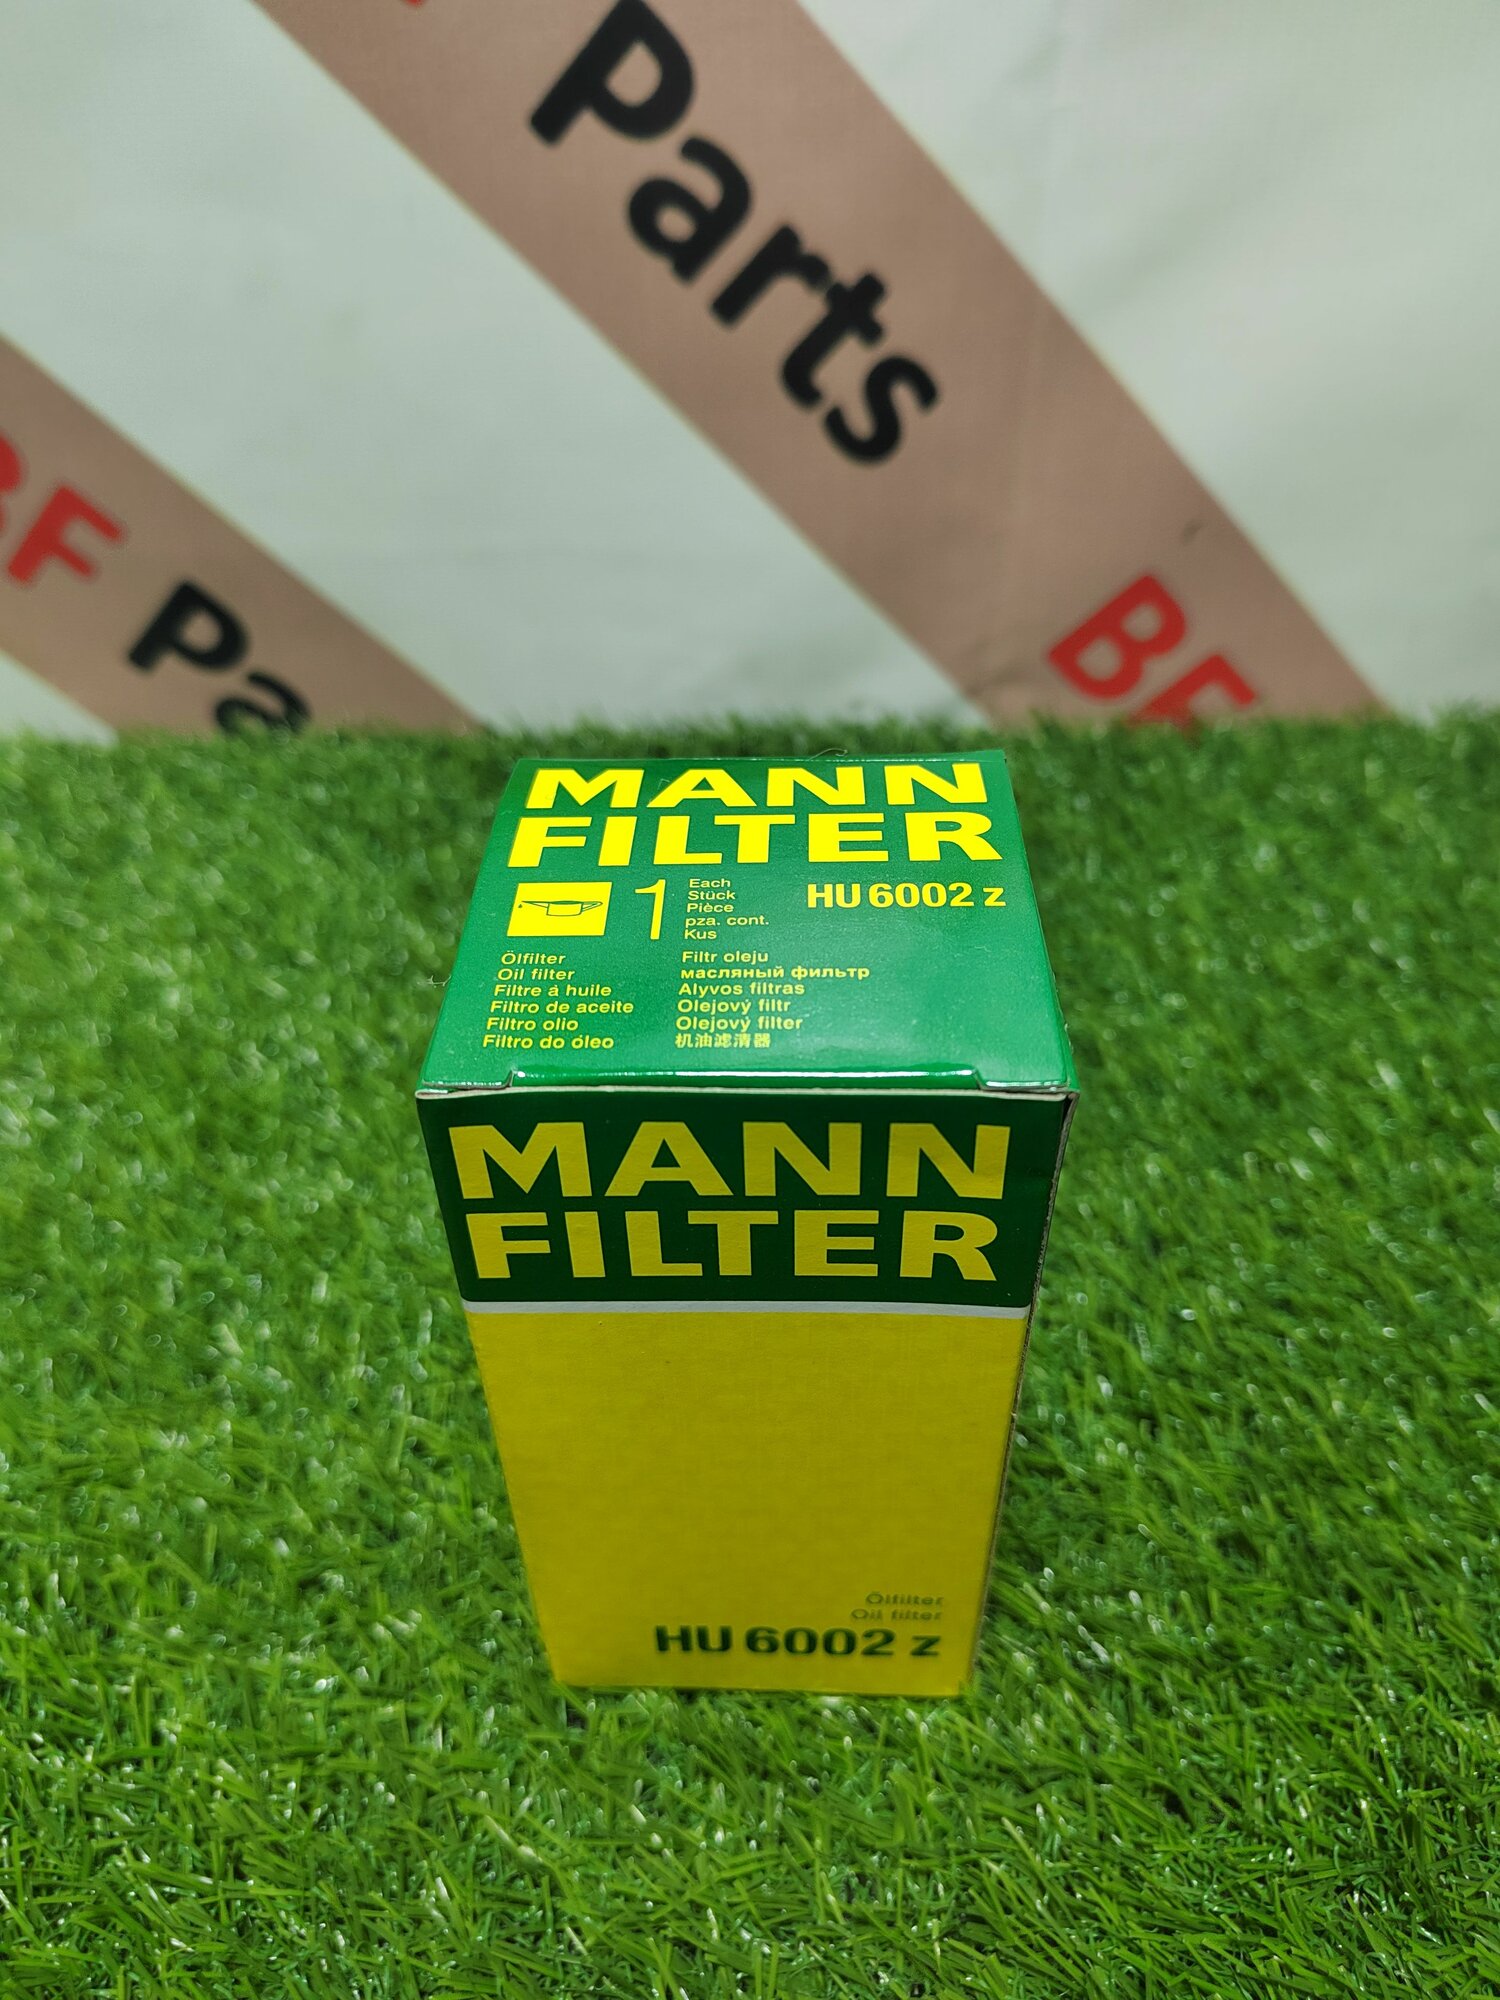 Parts
BF
BF
Pa
MANN
FILTER
1
Each
Stück
Pièce
pza. cont.
Kus
HU 6002 z
Ölfilter
Oil filter
Filtre à huile
Filtro de aceite
Filtro olio
Filtro do óleo
Filtr oleju
масляный фильтр
Alyvos filtras
Olejový filtr
Olejový filter
机油滤清器
MANN
FILTER
Ölfilter
Oil filter
HU 6002 z